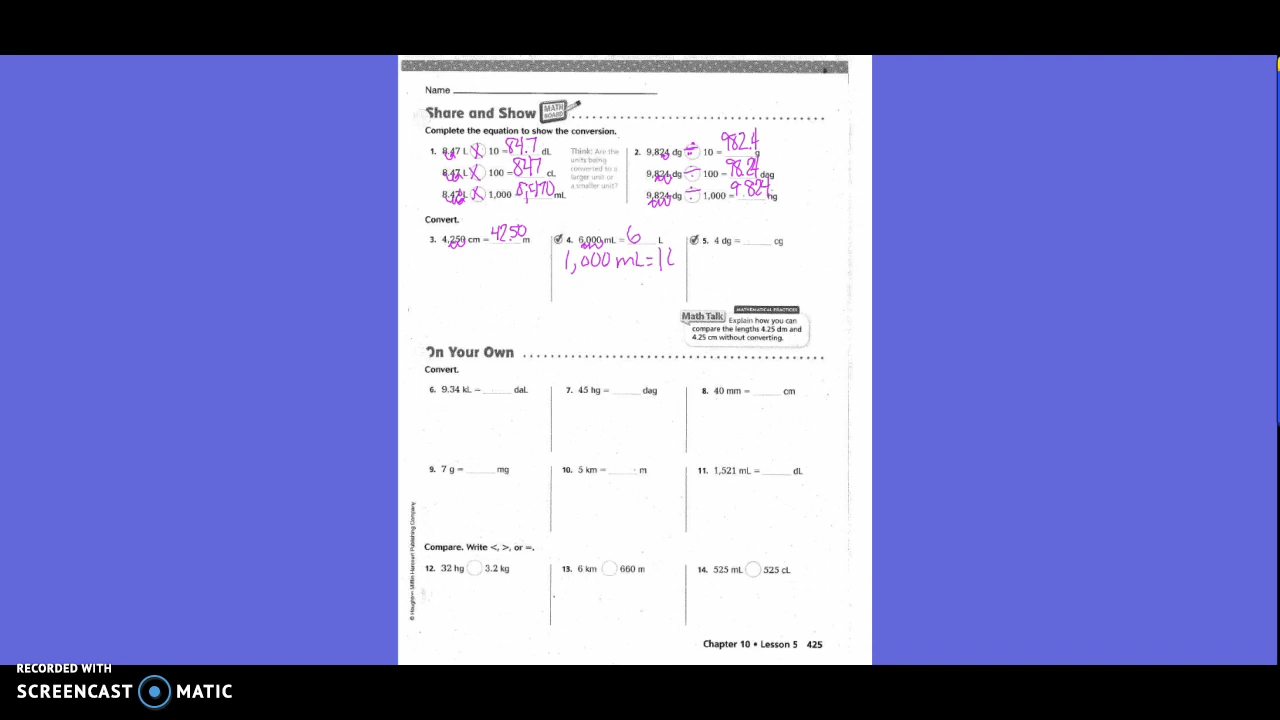 Name
Share and Show MATH BOARD
Complete the equation to show the conversion.
1. 8.47 L X 10 = 84.7 dL
8.47 L X 100 = 847 cL
8.47 L X 1,000 8,470 mL
Think: Are the
units being
converted to a
larger unit or
a smaller unit?
2. 9,824 dg ÷ 10 = 982.4 g
9,824 dg ÷ 100 = 98.24 dag
9,824 dg ÷ 1,000 = 9.824 hg
Convert.
3. 4,250 cm = 42.50 m
4. 6,000 mL = 6 L
1,000 mL = 1L
5. 4 dg = cg
Math Talk MATHEMATICAL PRACTICES
Explain how you can
compare the lengths 4.25 dm and
4.25 cm without converting.
On Your Own
Convert.
6. 9.34 kL = daL
7. 45 hg = dag
8. 40 mm = cm
9. 7 g = mg
10. 5 km = m
11. 1,521 mL = dL
Compare. Write <, >, or =.
12. 32 hg 3.2 kg
13. 6 km 660 m
14. 525 mL 525 cL
© Houghton Mifflin Harcourt Publishing Company
Chapter 10 • Lesson 5 425
RECORDED WITH
SCREENCAST MATIC